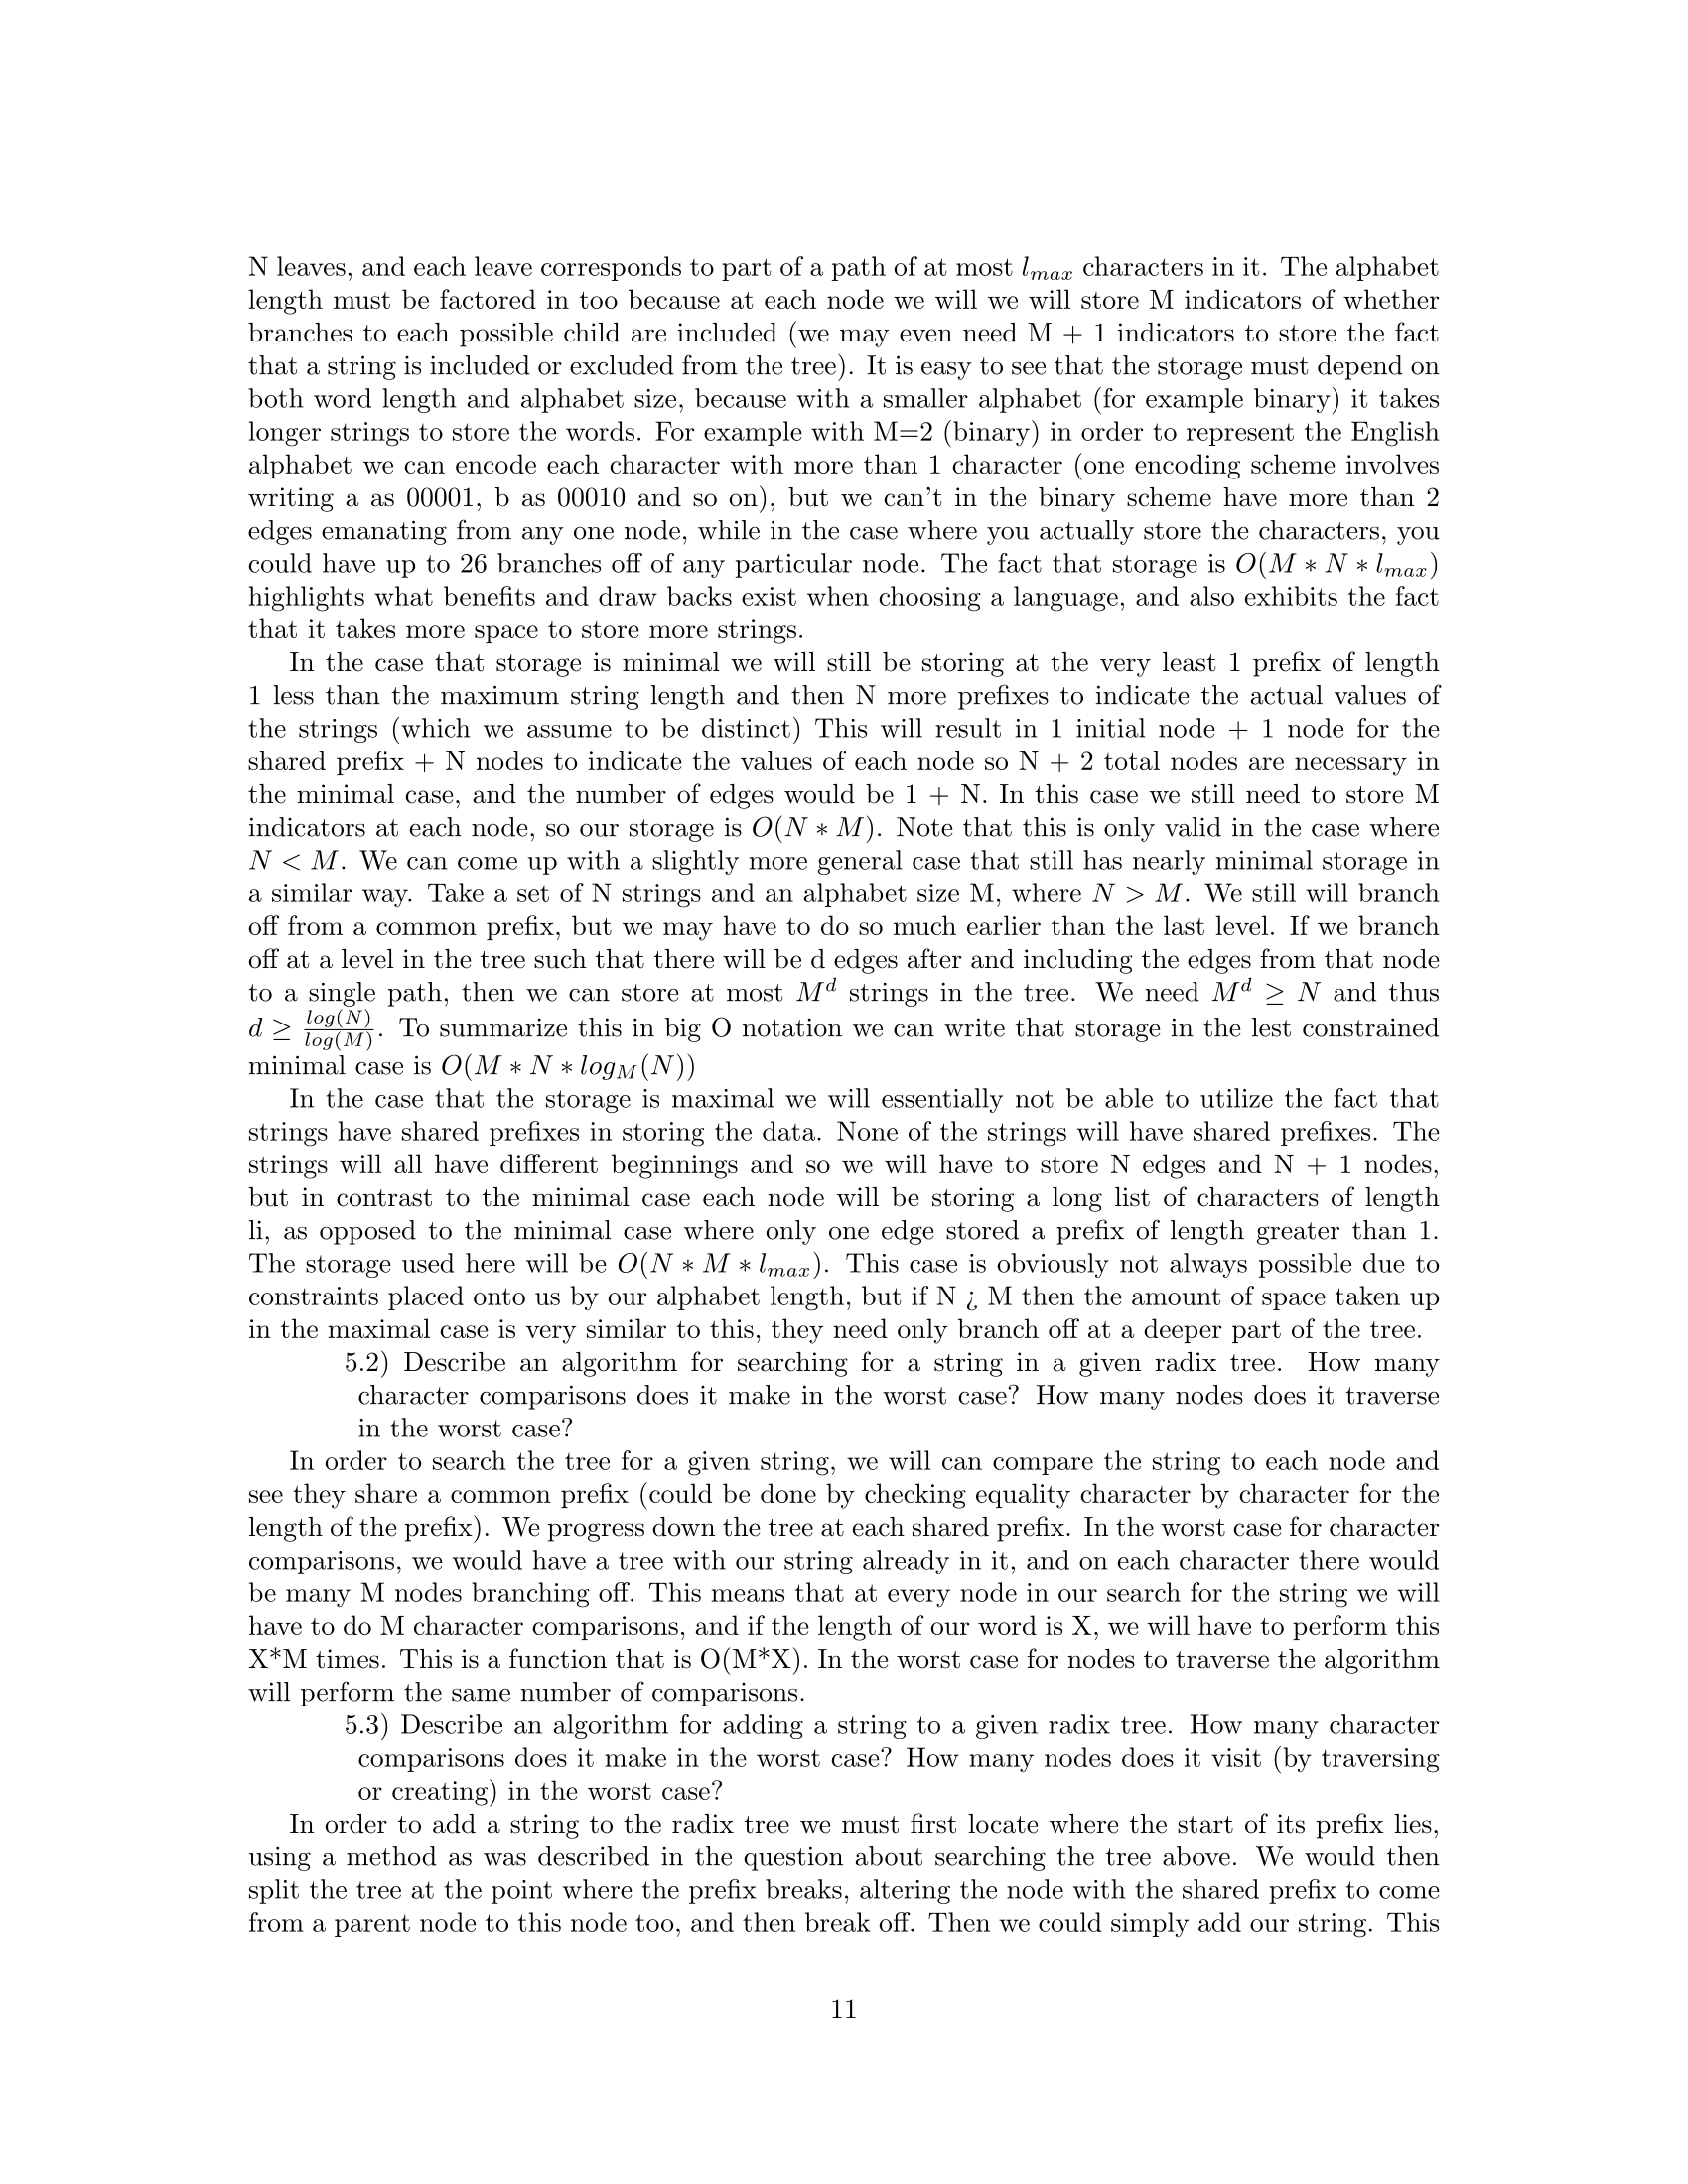 N leaves, and each leave corresponds to part of a path of at most $l_{max}$ characters in it. The alphabet
length must be factored in too because at each node we will we will store M indicators of whether
branches to each possible child are included (we may even need M + 1 indicators to store the fact
that a string is included or excluded from the tree). It is easy to see that the storage must depend on
both word length and alphabet size, because with a smaller alphabet (for example binary) it takes
longer strings to store the words. For example with M=2 (binary) in order to represent the English
alphabet we can encode each character with more than 1 character (one encoding scheme involves
writing a as 00001, b as 00010 and so on), but we can't in the binary scheme have more than 2
edges emanating from any one node, while in the case where you actually store the characters, you
could have up to 26 branches off of any particular node. The fact that storage is $O(M * N * l_{max})$
highlights what benefits and draw backs exist when choosing a language, and also exhibits the fact
that it takes more space to store more strings.
In the case that storage is minimal we will still be storing at the very least 1 prefix of length
1 less than the maximum string length and then N more prefixes to indicate the actual values of
the strings (which we assume to be distinct) This will result in 1 initial node + 1 node for the
shared prefix + N nodes to indicate the values of each node so N + 2 total nodes are necessary in
the minimal case, and the number of edges would be 1 + N. In this case we still need to store M
indicators at each node, so our storage is $O(N * M)$. Note that this is only valid in the case where
$N < M$. We can come up with a slightly more general case that still has nearly minimal storage in
a similar way. Take a set of N strings and an alphabet size M, where $N > M$. We still will branch
off from a common prefix, but we may have to do so much earlier than the last level. If we branch
off at a level in the tree such that there will be d edges after and including the edges from that node
to a single path, then we can store at most $M^d$ strings in the tree. We need $M^d \geq N$ and thus
$d \geq \frac{log(N)}{log(M)}$. To summarize this in big O notation we can write that storage in the lest constrained
minimal case is $O(M * N * log_M(N))$
In the case that the storage is maximal we will essentially not be able to utilize the fact that
strings have shared prefixes in storing the data. None of the strings will have shared prefixes. The
strings will all have different beginnings and so we will have to store N edges and N + 1 nodes,
but in contrast to the minimal case each node will be storing a long list of characters of length
li, as opposed to the minimal case where only one edge stored a prefix of length greater than 1.
The storage used here will be $O(N * M * l_{max})$. This case is obviously not always possible due to
constraints placed onto us by our alphabet length, but if N ¿ M then the amount of space taken up
in the maximal case is very similar to this, they need only branch off at a deeper part of the tree.
5.2) Describe an algorithm for searching for a string in a given radix tree. How many
character comparisons does it make in the worst case? How many nodes does it traverse
in the worst case?
In order to search the tree for a given string, we will can compare the string to each node and
see they share a common prefix (could be done by checking equality character by character for the
length of the prefix). We progress down the tree at each shared prefix. In the worst case for character
comparisons, we would have a tree with our string already in it, and on each character there would
be many M nodes branching off. This means that at every node in our search for the string we will
have to do M character comparisons, and if the length of our word is X, we will have to perform this
X*M times. This is a function that is O(M*X). In the worst case for nodes to traverse the algorithm
will perform the same number of comparisons.
5.3) Describe an algorithm for adding a string to a given radix tree. How many character
comparisons does it make in the worst case? How many nodes does it visit (by traversing
or creating) in the worst case?
In order to add a string to the radix tree we must first locate where the start of its prefix lies,
using a method as was described in the question about searching the tree above. We would then
split the tree at the point where the prefix breaks, altering the node with the shared prefix to come
from a parent node to this node too, and then break off. Then we could simply add our string. This
11